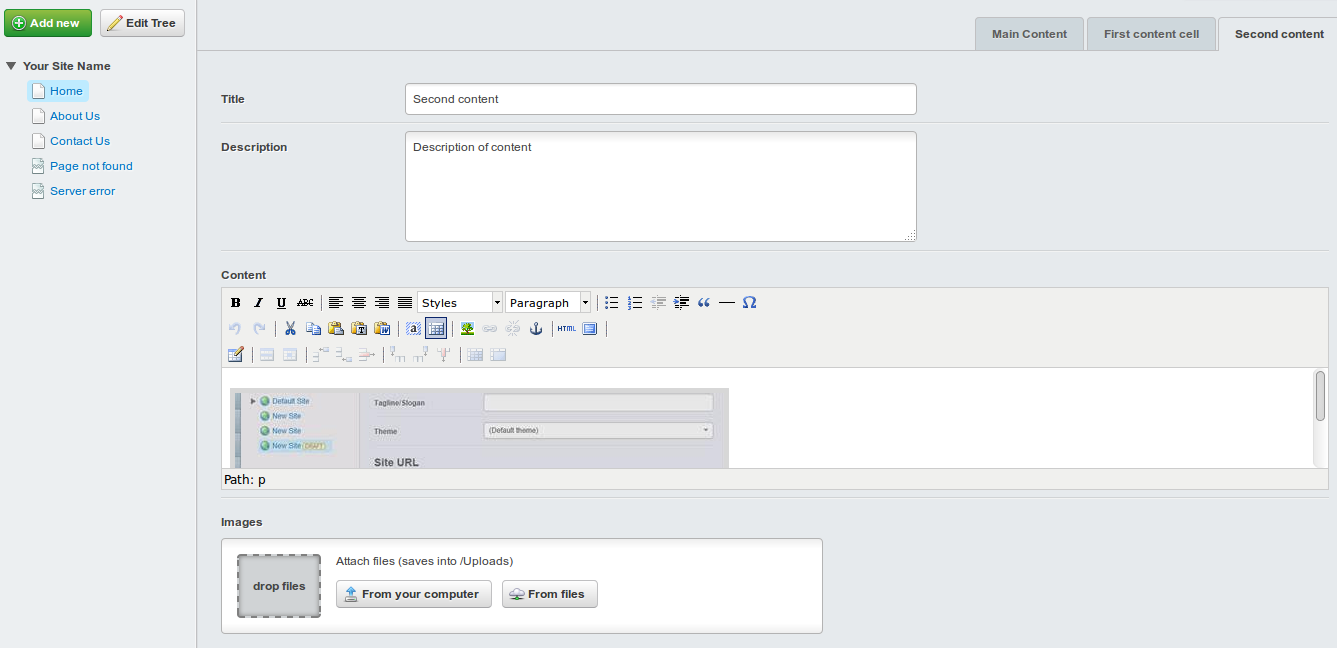 Add new
Edit Tree
Your Site Name
Home
About Us
Contact Us
Page not found
Server error
Main Content
First content cell
Second content
Title
Second content
Description
Description of content
Content
B I U ABC
Styles
Paragraph
HTML
Default Site
New Site
New Site
New Site DRAFT
Tagline/Slogan
Theme
(Default theme)
Site URL
Path: p
Images
drop files
Attach files (saves into /Uploads)
From your computer
From files